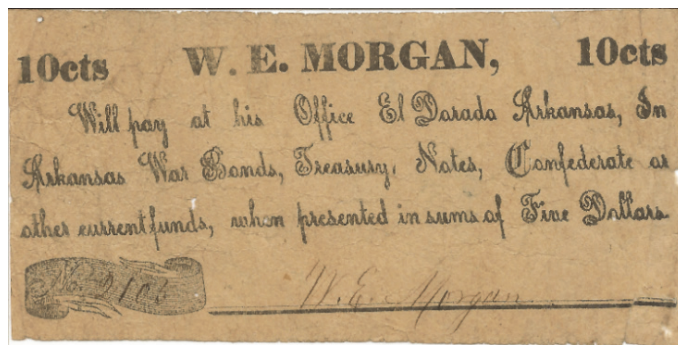 10cts W. E. MORGAN, 10cts
Will pay at his Office El Dorado Arkansas, In
Arkansas War Bonds, Treasury, Notes, Confederate or
other current funds, when presented in sums of Five Dollars
No.
W. E. Morgan